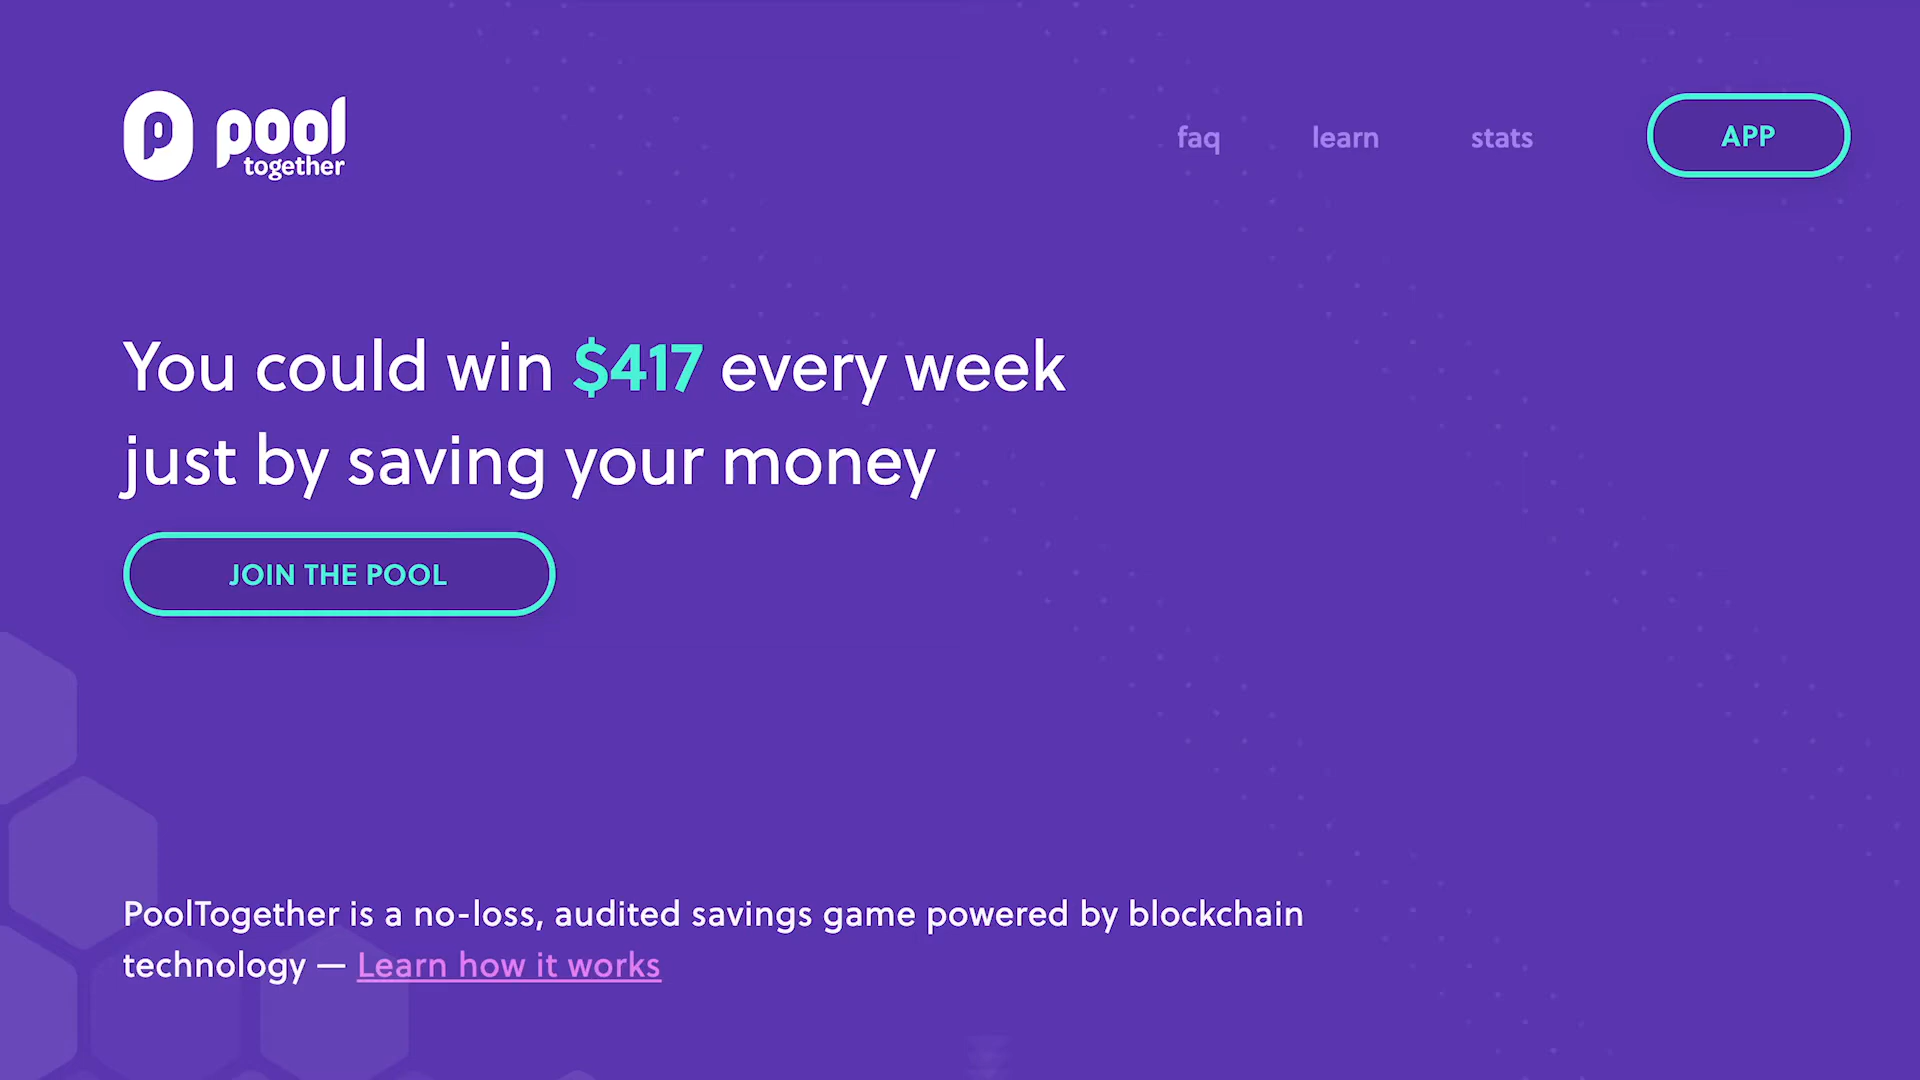 p pool
together
faq learn stats APP
You could win $417 every week
just by saving your money
JOIN THE POOL
PoolTogether is a no-loss, audited savings game powered by blockchain
technology — Learn how it works